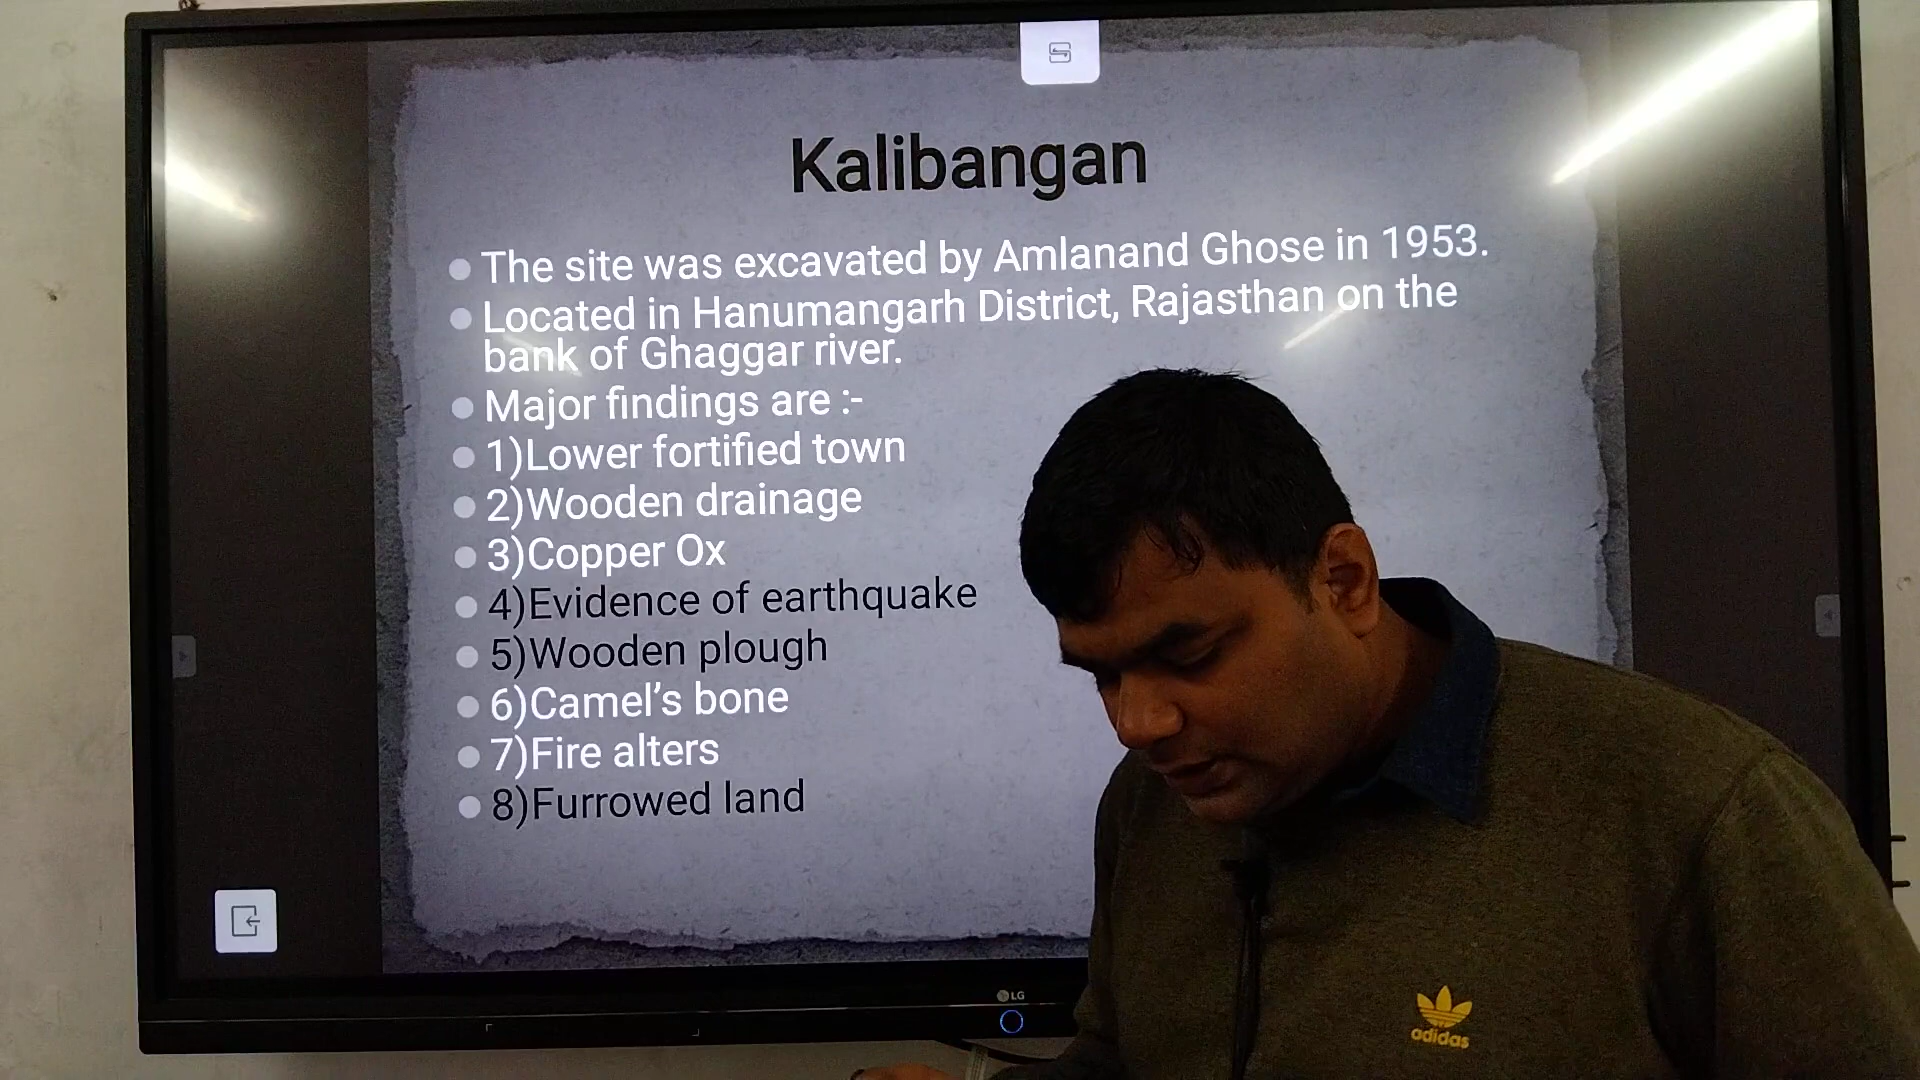 Kalibangan
The site was excavated by Amlanand Ghose in 1953.
Located in Hanumangarh District, Rajasthan on the
bank of Ghaggar river.
Major findings are :-
1)Lower fortified town
2)Wooden drainage
3)Copper Ox
4)Evidence of earthquake
5)Wooden plough
6)Camel’s bone
7)Fire alters
8)Furrowed land
LG
adidas